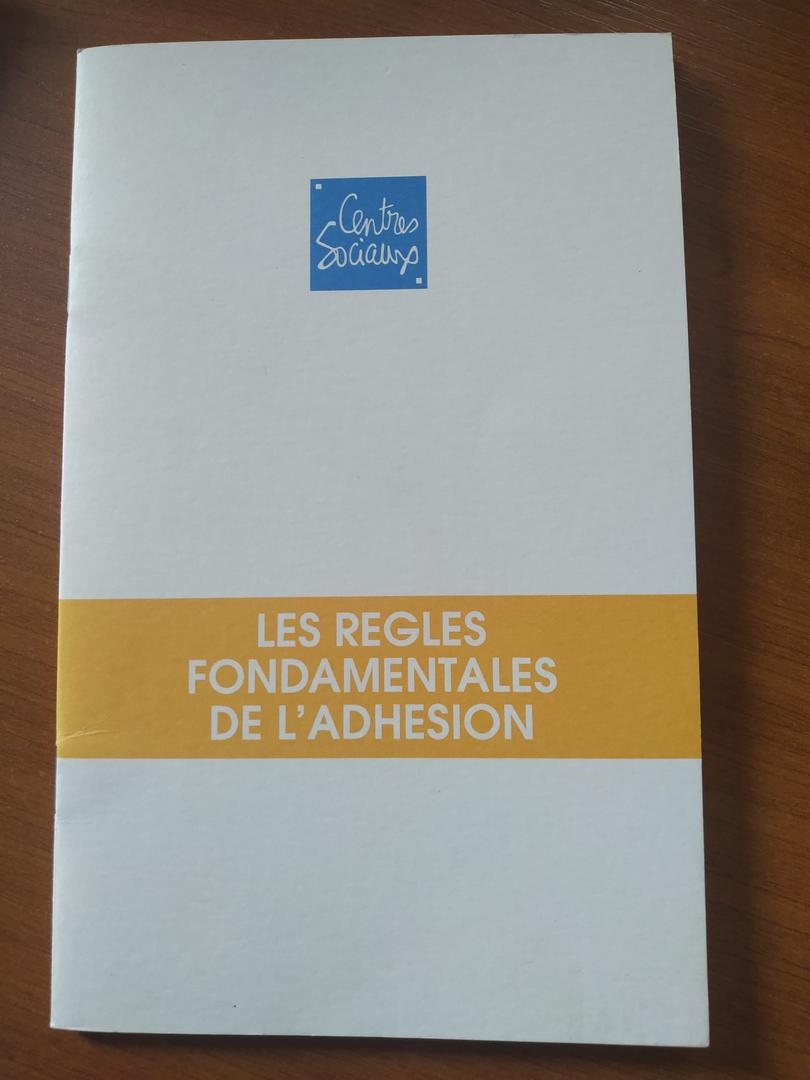 Centres
Sociaux
LES REGLES
FONDAMENTALES
DE L'ADHESION